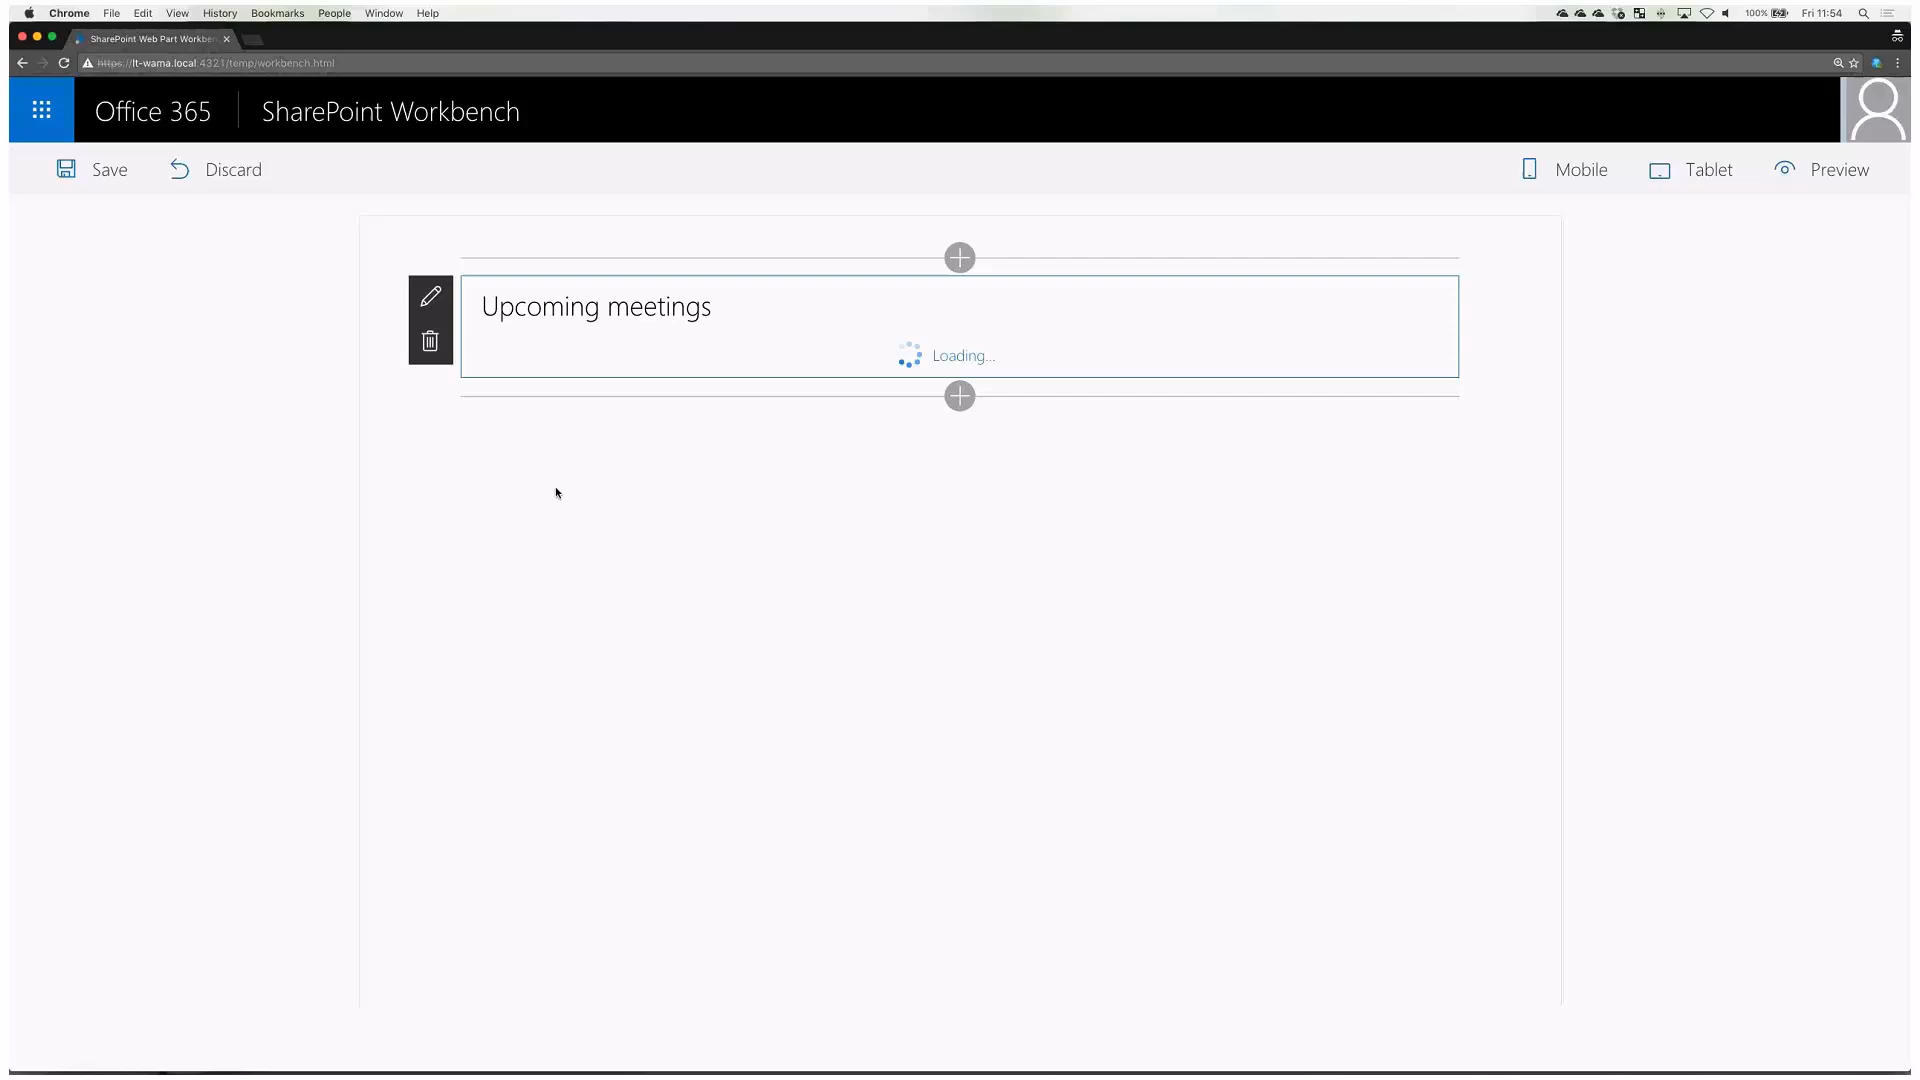 Chrome File Edit View History Bookmarks People Window Help 100% Fri 11:54
SharePoint Web Part Workben
https://lt-wama.local:4321/temp/workbench.html
Office 365 SharePoint Workbench
Save Discard Mobile Tablet Preview
Upcoming meetings
Loading...